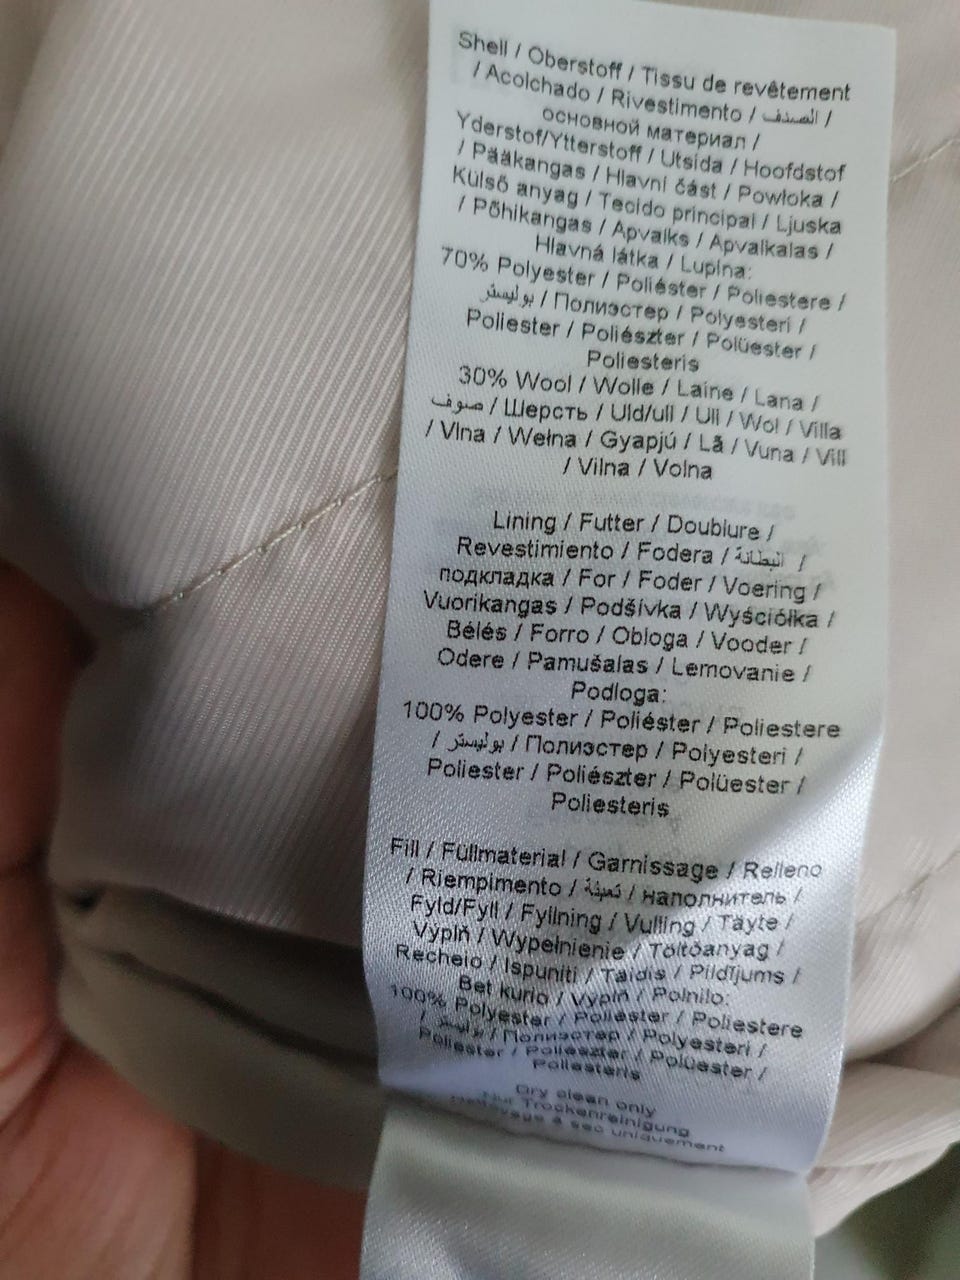 Shell / Oberstoff / Tissu de revêtement
/ Acolchado / Rivestimento / الصدف /
основной материал /
Yderstof/Ytterstoff / Utsida / Hoofdstof
/ Pääkangas / Hlavní část / Powłoka /
Külső anyag / Tecido principal / Ljuska
/ Põhikangas / Apvalks / Apvalkalas /
Hlavná látka / Lupina:
70% Polyester / Poliéster / Poliestere /
بوليستر / Полиэстер / Polyesteri /
Poliester / Poliészter / Polüester /
Poliesteris
30% Wool / Wolle / Laine / Lana /
صوف / Шерсть / Uld/ull / Ull / Wol / Villa
/ Vlna / Wełna / Gyapjú / Lã / Vuna / Vill
/ Vilna / Volna
Lining / Futter / Doublure /
Revestimiento / Fodera / البطانة /
подкладка / For / Foder / Voering /
Vuorikangas / Podšívka / Wyściółka /
Bélés / Forro / Obloga / Vooder /
Odere / Pamušalas / Lemovanie /
Podloga:
100% Polyester / Poliéster / Poliestere
/ بوليستر / Полиэстер / Polyesteri /
Poliester / Poliészter / Polüester /
Poliesteris
Fill / Füllmaterial / Garnissage / Relleno
/ Riempimento / تعبئة / наполнитель /
Fyld/Fyll / Fyllning / Vulling / Täyte /
Výplň / Wypełnienie / Töltőanyag /
Recheio / Ispuniti / Täidis / Pildījums /
Bet kurio / Výplň / Polnilo:
100% Polyester / Poliéster / Poliestere
/ بوليستر / Полиэстер / Polyesteri /
Poliester / Poliészter / Polüester /
Poliesteris
Dry clean only
Nur Trockenreinigung
Nettoyage à sec uniquement